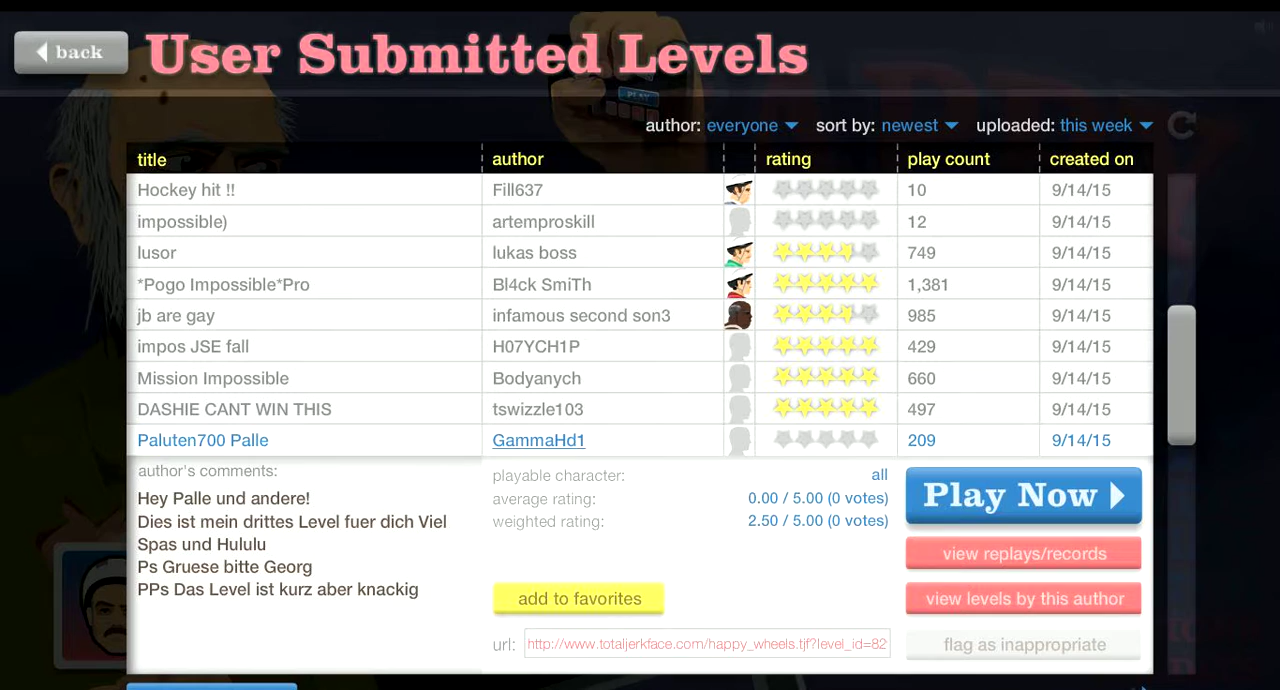 back
User Submitted Levels
author: everyone sort by: newest uploaded: this week
title author rating play count created on
Hockey hit !! Fill637 10 9/14/15
impossible) artemproskill 12 9/14/15
lusor lukas boss 749 9/14/15
*Pogo Impossible*Pro Bl4ck SmiTh 1,381 9/14/15
jb are gay infamous second son3 985 9/14/15
impos JSE fall H07YCH1P 429 9/14/15
Mission Impossible Bodyanych 660 9/14/15
DASHIE CANT WIN THIS tswizzle103 497 9/14/15
Paluten700 Palle GammaHd1 209 9/14/15
author's comments:
Hey Palle und andere!
Dies ist mein drittes Level fuer dich Viel
Spas und Hululu
Ps Gruese bitte Georg
PPs Das Level ist kurz aber knackig
playable character: all
average rating: 0.00 / 5.00 (0 votes)
weighted rating: 2.50 / 5.00 (0 votes)
add to favorites
url: http://www.totaljerkface.com/happy_wheels.tjf?level_id=82
Play Now
view replays/records
view levels by this author
flag as inappropriate